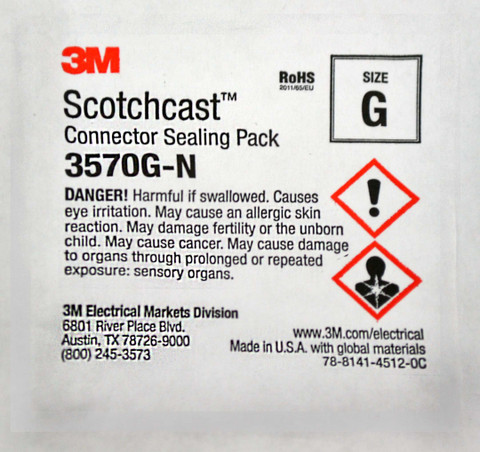 3M
RoHS
2011/65/EU
SIZE
G
Scotchcast™
Connector Sealing Pack
3570G-N
DANGER! Harmful if swallowed. Causes
eye irritation. May cause an allergic skin
reaction. May damage fertility or the unborn
child. May cause cancer. May cause damage
to organs through prolonged or repeated
exposure: sensory organs.
3M Electrical Markets Division
6801 River Place Blvd.
Austin, TX 78726-9000
(800) 245-3573
www.3M.com/electrical
Made in U.S.A. with global materials
78-8141-4512-0C